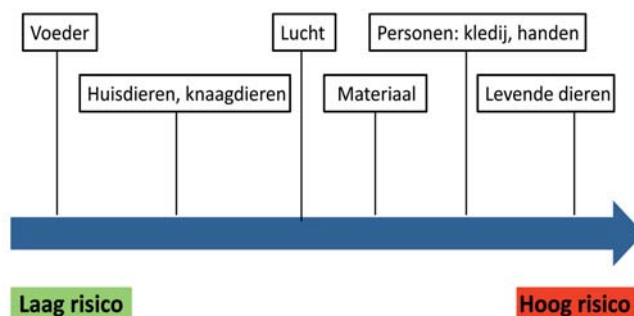 Voeder
Lucht
Personen: kledij, handen
Huisdieren, knaagdieren
Materiaal
Levende dieren
Laag risico
Hoog risico